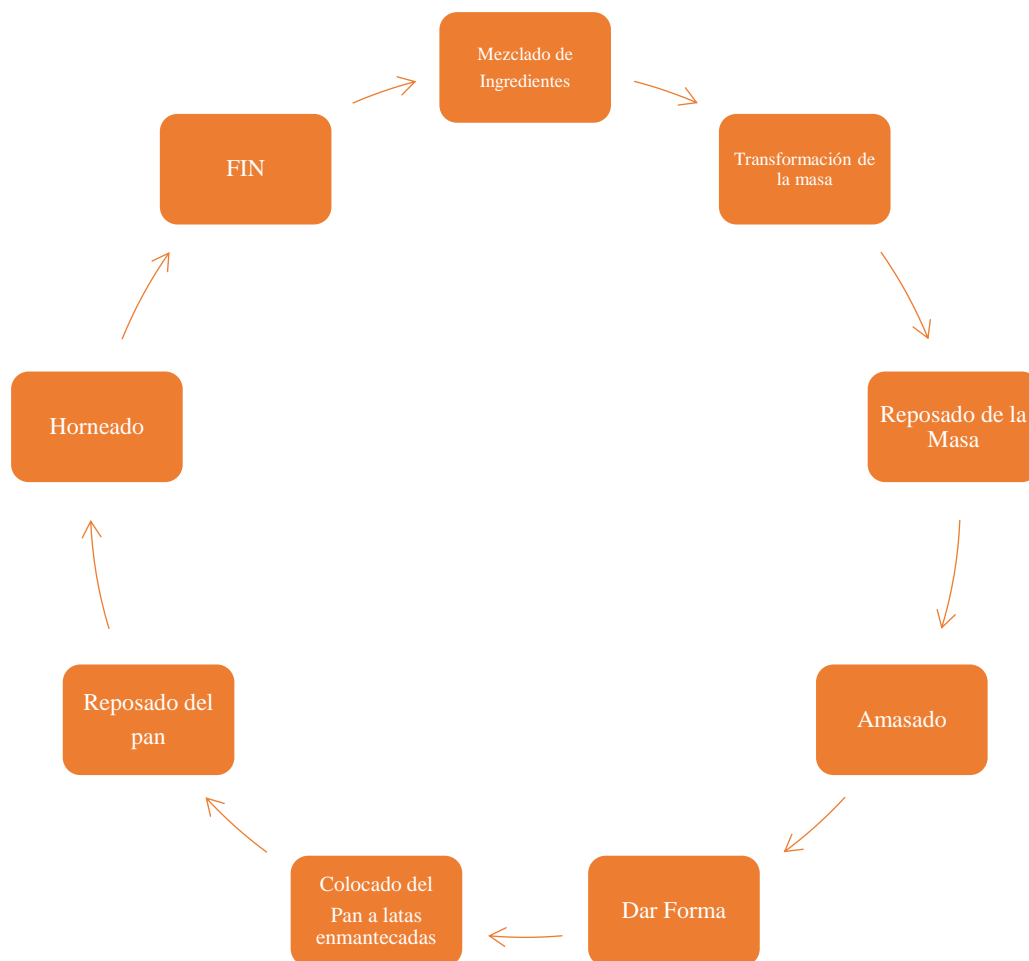 Mezclado de
Ingredientes
Transformación de
la masa
Reposado de la
Masa
Amasado
Dar Forma
Colocado del
Pan a latas
enmantecadas
Reposado del
pan
Horneado
FIN